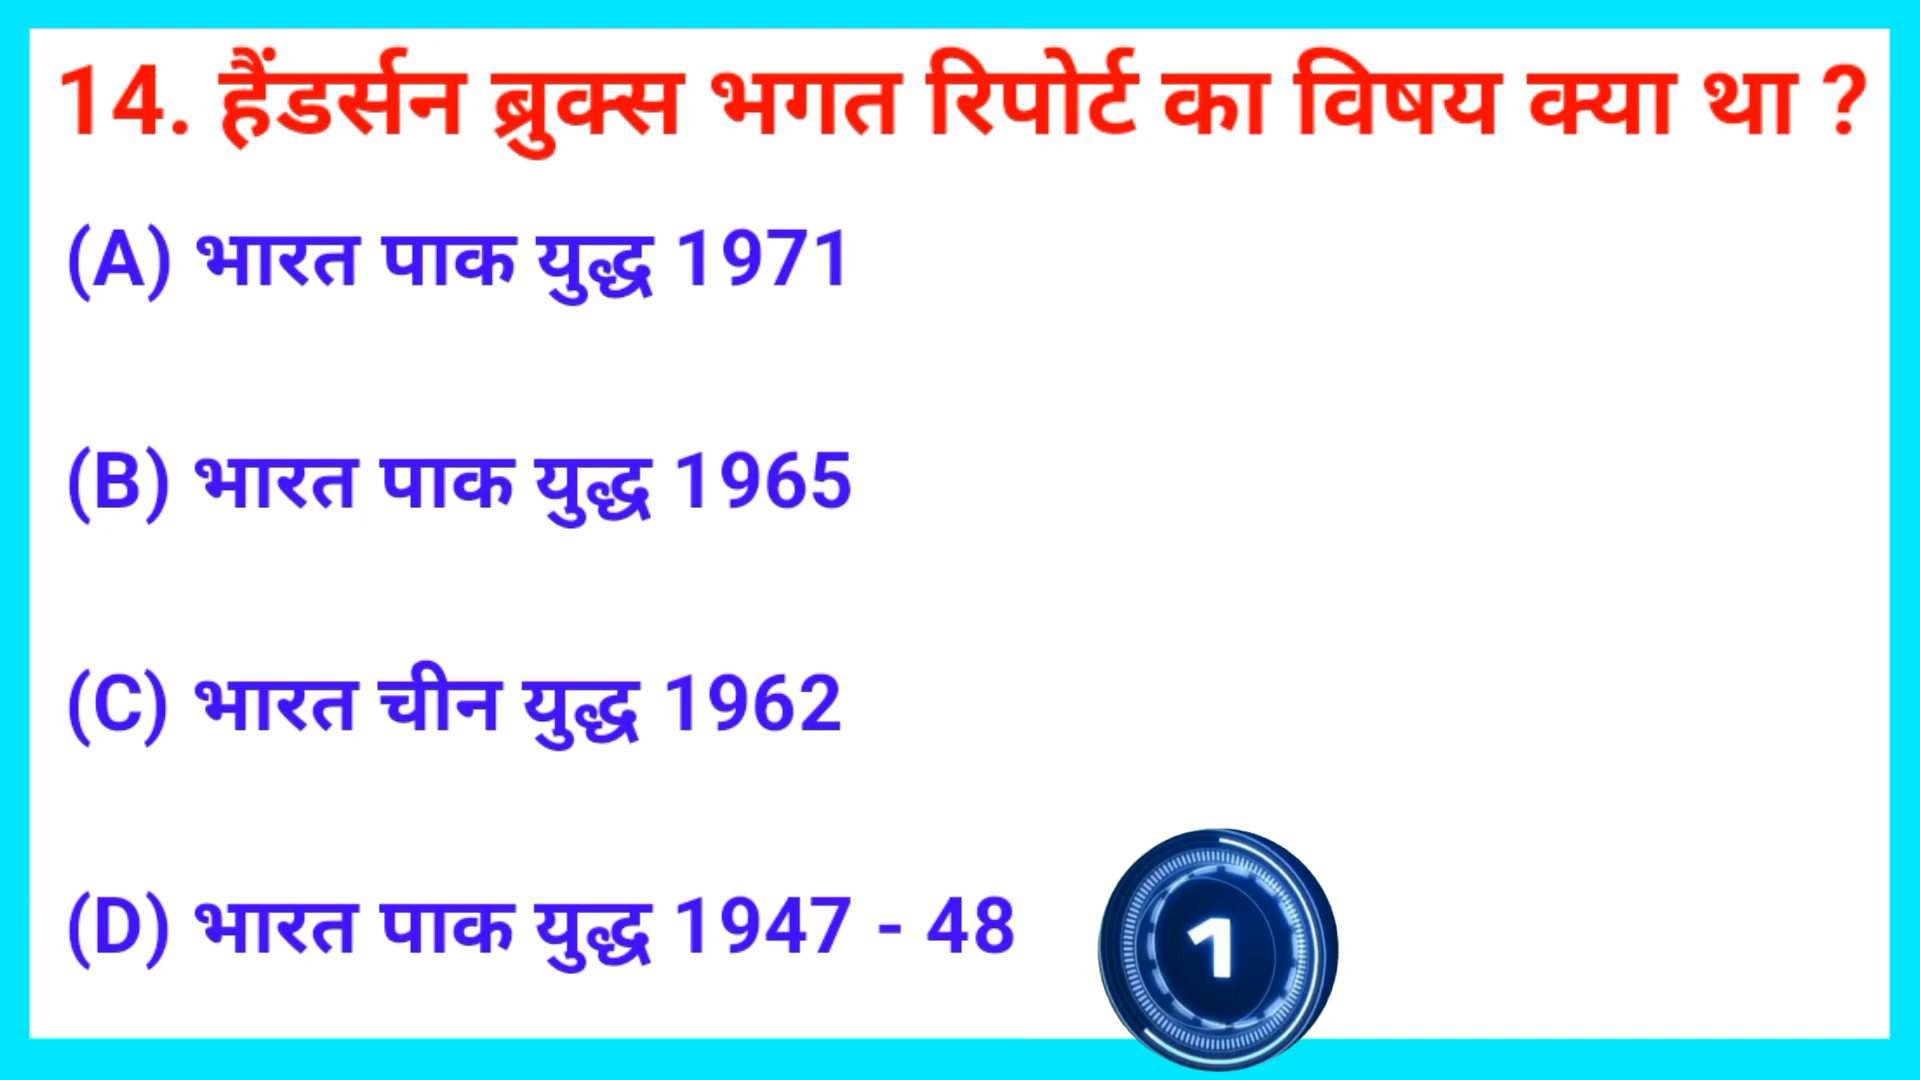 14. हैंडर्सन ब्रुक्स भगत रिपोर्ट का विषय क्या था ?
(A) भारत पाक युद्ध 1971
(B) भारत पाक युद्ध 1965
(C) भारत चीन युद्ध 1962
(D) भारत पाक युद्ध 1947 - 48
1